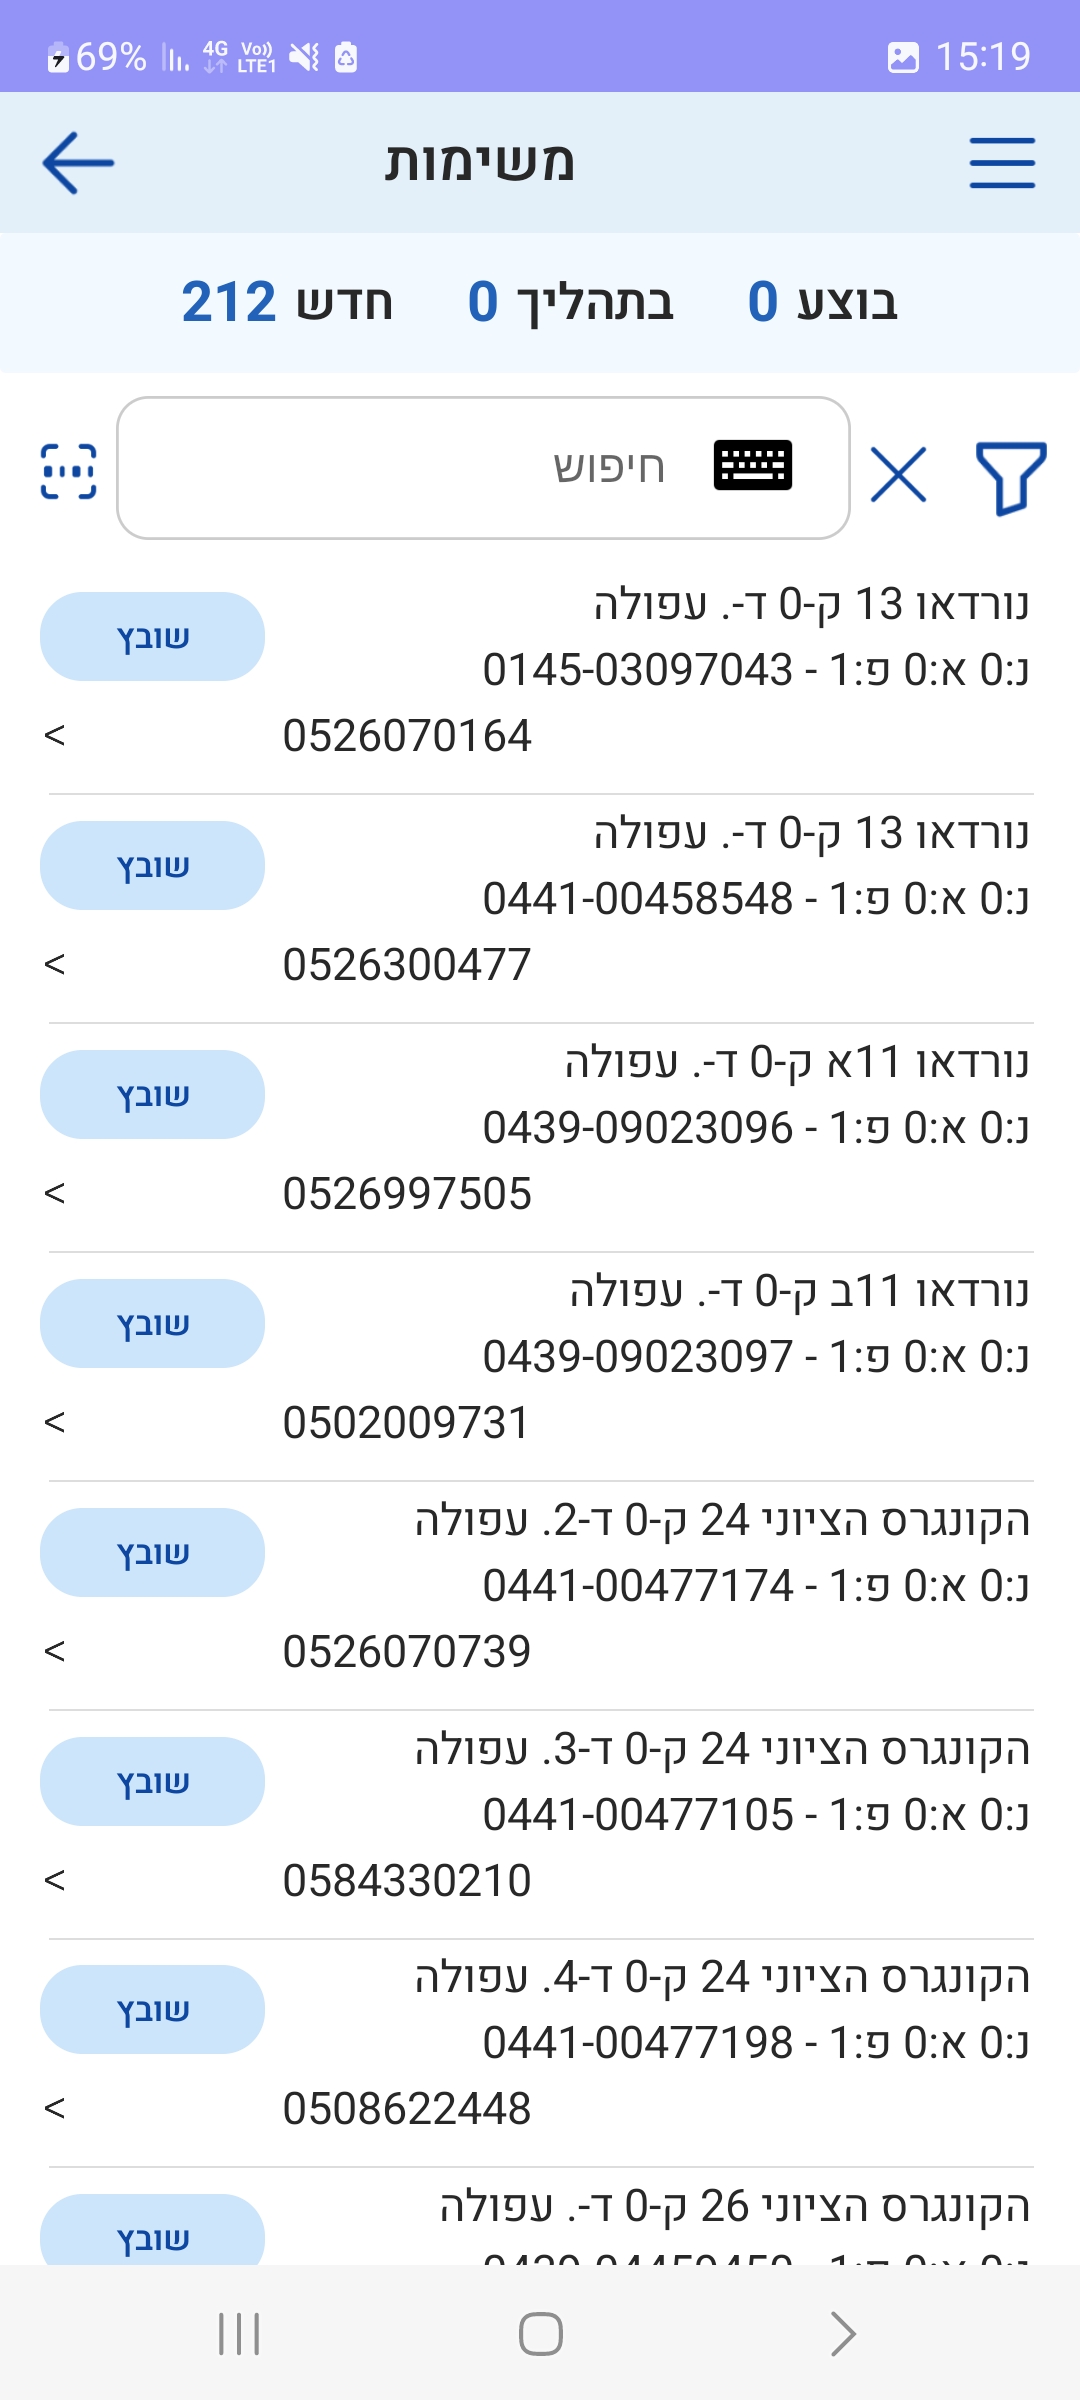 69% 4G Vo)) LTE1 15:19
משימות
בוצע 0 בתהליך 0 חדש 212
חיפוש
נורדאו 13 ק-0 ד-. עפולה
שובץ
נ:0 א:0 פ:1 - 0145-03097043
0526070164
>
נורדאו 13 ק-0 ד-. עפולה
שובץ
נ:0 א:0 פ:1 - 0441-00458548
0526300477
>
נורדאו 11א ק-0 ד-. עפולה
שובץ
נ:0 א:0 פ:1 - 0439-09023096
0526997505
>
נורדאו 11ב ק-0 ד-. עפולה
שובץ
נ:0 א:0 פ:1 - 0439-09023097
0502009731
>
הקונגרס הציוני 24 ק-0 ד-2. עפולה
שובץ
נ:0 א:0 פ:1 - 0441-00477174
0526070739
>
הקונגרס הציוני 24 ק-0 ד-3. עפולה
שובץ
נ:0 א:0 פ:1 - 0441-00477105
0584330210
>
הקונגרס הציוני 24 ק-0 ד-4. עפולה
שובץ
נ:0 א:0 פ:1 - 0441-00477198
0508622448
>
הקונגרס הציוני 26 ק-0 ד-. עפולה
שובץ